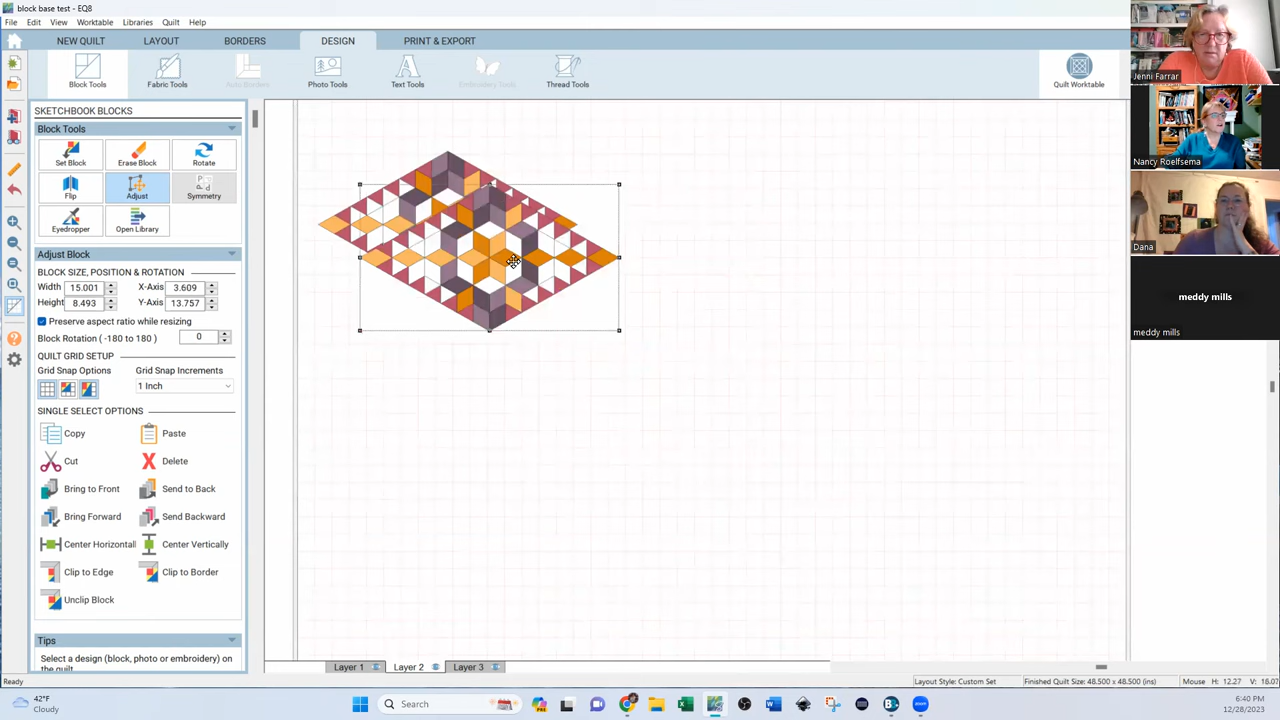 block base test - EQ8
File Edit View Worktable Libraries Quilt Help
NEW QUILT LAYOUT BORDERS DESIGN PRINT & EXPORT
Block Tools Fabric Tools Auto Borders Photo Tools Text Tools Embroidery Tools Thread Tools Quilt Worktable
SKETCHBOOK BLOCKS
Block Tools
Set Block Erase Block Rotate
Flip Adjust Symmetry
Eyedropper Open Library
Adjust Block
BLOCK SIZE, POSITION & ROTATION
Width 15.001 X-Axis 3.609
Height 8.493 Y-Axis 13.757
Preserve aspect ratio while resizing
Block Rotation ( -180 to 180 ) 0
QUILT GRID SETUP
Grid Snap Options Grid Snap Increments
1 Inch
SINGLE SELECT OPTIONS
Copy Paste
Cut Delete
Bring to Front Send to Back
Bring Forward Send Backward
Center Horizontall Center Vertically
Clip to Edge Clip to Border
Unclip Block
Tips
Select a design (block, photo or embroidery) on
the quilt.
Layer 1 Layer 2 Layer 3
Ready Layout Style: Custom Set Finished Quilt Size: 48.500 x 48.500 (ins) Mouse H: 12.27 V: 18.07
Jenni Farrar
Nancy Roelfsema
Dana
meddy mills
meddy mills
42°F
Cloudy
Search
6:40 PM
12/28/2023